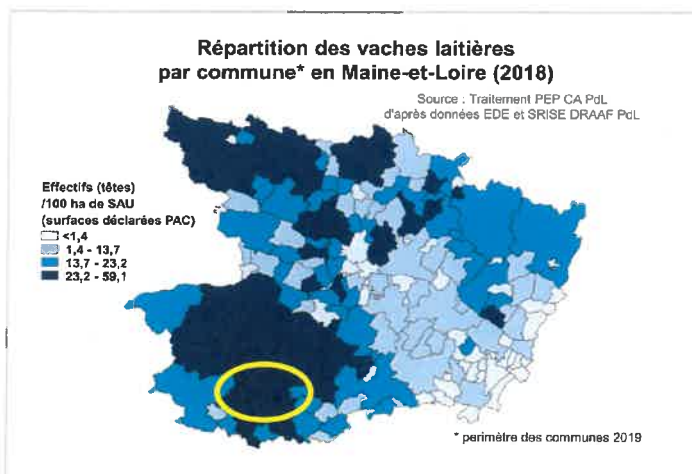 Répartition des vaches laitières
par commune* en Maine-et-Loire (2018)
Source : Traitement PEP CA PdL
d'après données EDE et SRISE DRAAF PdL
Effectifs (têtes)
/100 ha de SAU
(surfaces déclarées PAC)
<1,4
1,4 - 13,7
13,7 - 23,2
23,2 - 59,1
* perimètre des communes 2019